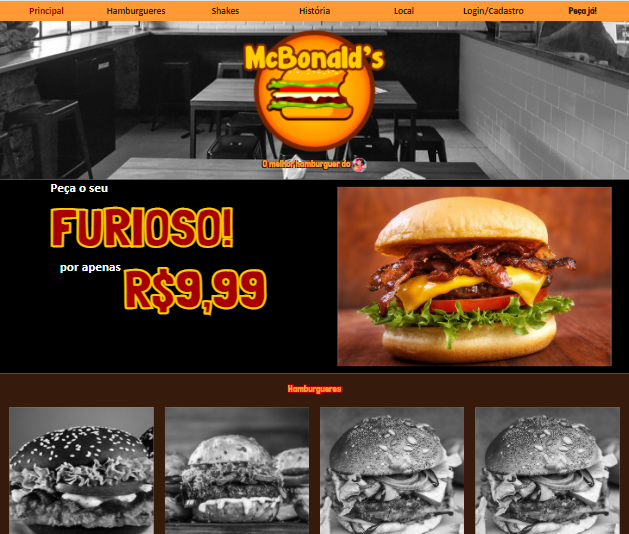 Principal Hamburgueres Shakes História Local Login/Cadastro Peça já!
McBonald's
O melhor hamburguer do
Peça o seu
FURIOSO!
por apenas
R$9,99
Hamburgueres